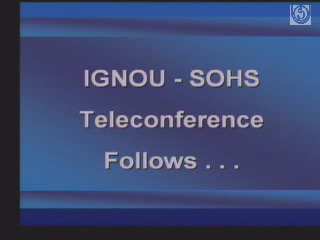 IGNOU - SOHS
Teleconference
Follows . . .